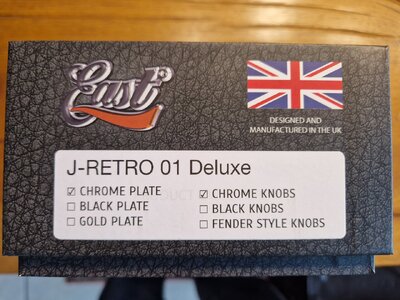 East
DESIGNED AND
MANUFACTURED IN THE UK
J-RETRO 01 Deluxe
☑ CHROME PLATE
☐ BLACK PLATE
☐ GOLD PLATE
☑ CHROME KNOBS
☐ BLACK KNOBS
☐ FENDER STYLE KNOBS